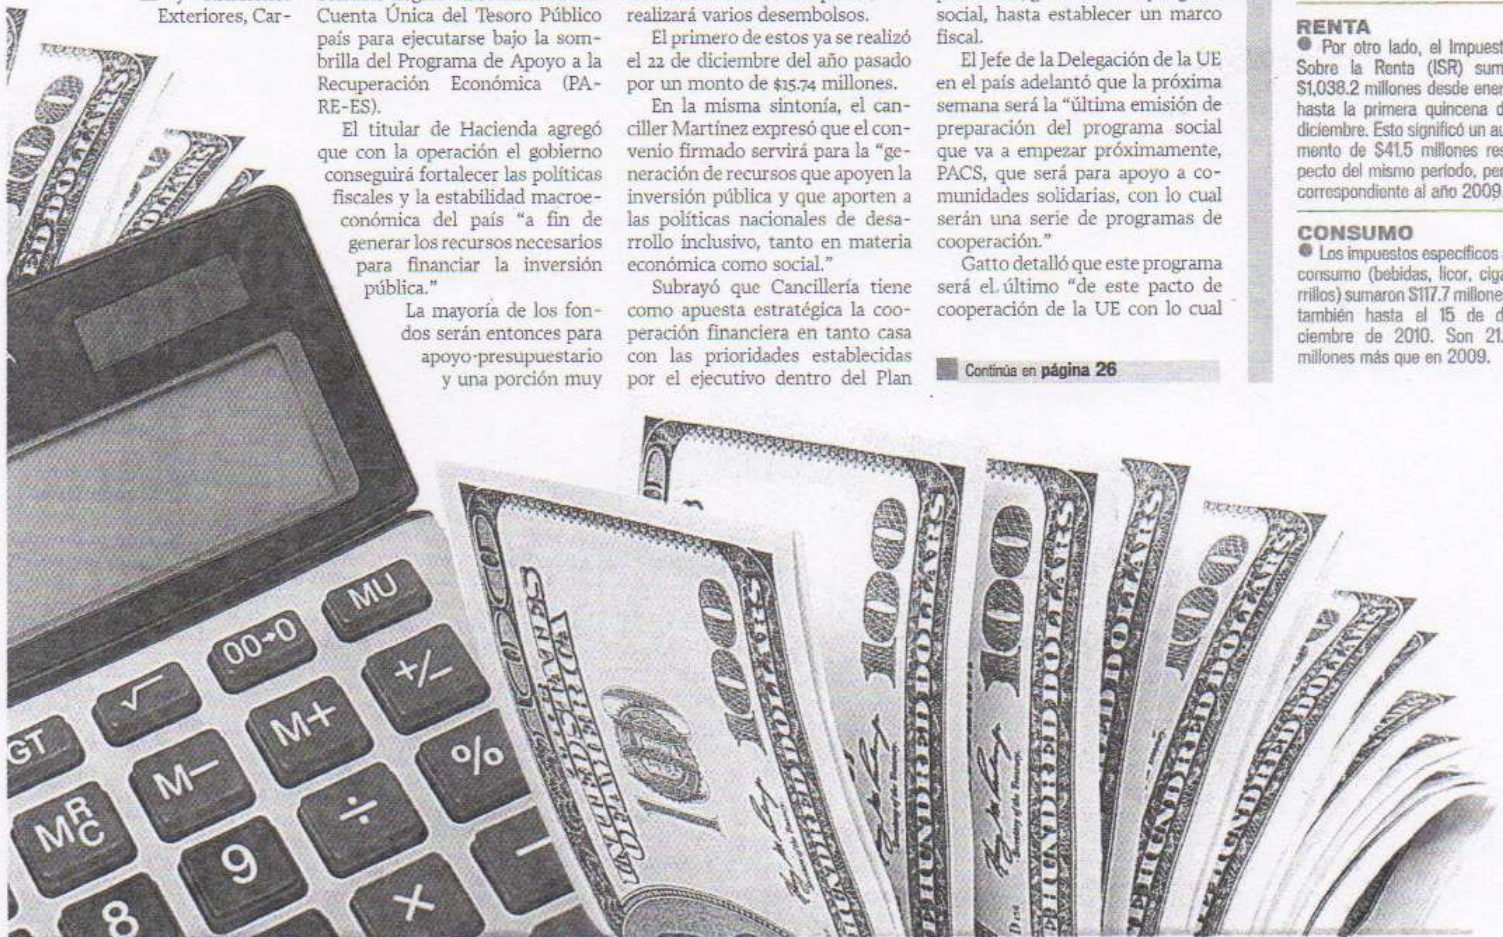 Exteriores, Car-
Cuenta Única del Tesoro Público
país para ejecutarse bajo la som-
brilla del Programa de Apoyo a la
Recuperación Económica (PA-
RE-ES).
El titular de Hacienda agregó
que con la operación el gobierno
conseguirá fortalecer las políticas
fiscales y la estabilidad macroe-
conómica del país "a fin de
generar los recursos necesarios
para financiar la inversión
pública."
La mayoría de los fon-
dos serán entonces para
apoyo-presupuestario
y una porción muy
realizará varios desembolsos.
El primero de estos ya se realizó
el 22 de diciembre del año pasado
por un monto de $15.74 millones.
En la misma sintonía, el can-
ciller Martínez expresó que el con-
venio firmado servirá para la "ge-
neración de recursos que apoyen la
inversión pública y que aporten a
las políticas nacionales de desa-
rrollo inclusivo, tanto en materia
económica como social."
Subrayó que Cancillería tiene
como apuesta estratégica la coo-
peración financiera en tanto casa
con las prioridades establecidas
por el ejecutivo dentro del Plan
social, hasta establecer un marco
fiscal.
El Jefe de la Delegación de la UE
en el país adelantó que la próxima
semana será la "última emisión de
preparación del programa social
que va a empezar próximamente,
PACS, que será para apoyo a co-
munidades solidarias, con lo cual
serán una serie de programas de
cooperación."
Gatto detalló que este programa
será el último "de este pacto de
cooperación de la UE con lo cual
Continúa en página 26
RENTA
Por otro lado, el Impuest
Sobre la Renta (ISR) sum
$1,038.2 millones desde ener
hasta la primera quincena d
diciembre. Esto significó un au
mento de $41.5 millones res
pecto del mismo período, per
correspondiente al año 2009.
CONSUMO
Los impuestos específicos
consumo (bebidas, licor, ciga
rrillos) sumaron $117.7 millone
también hasta el 15 de d
ciembre de 2010. Son 21.
millones más que en 2009.
MU
00→0
+/-
√
M+
%
GT
M−
÷
−
MRC
9
×
8
100
100
100
100
100